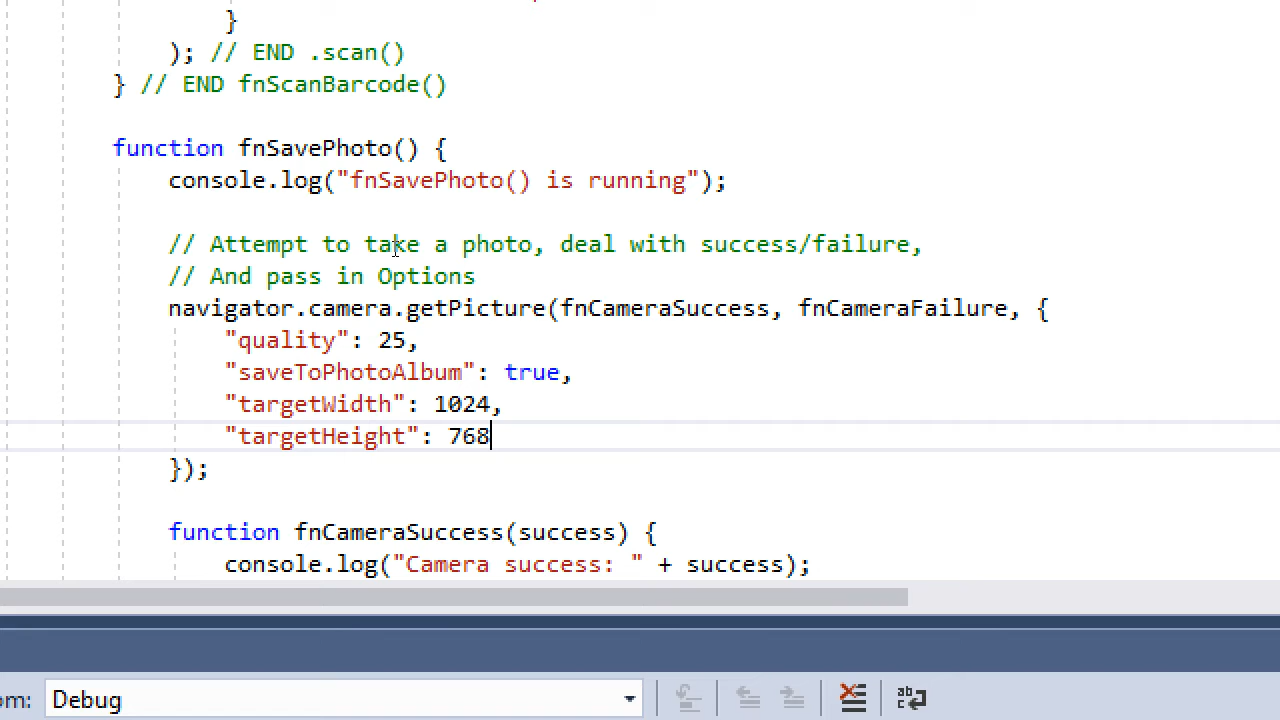 }
); // END .scan()
} // END fnScanBarcode()
function fnSavePhoto() {
console.log("fnSavePhoto() is running");
// Attempt to take a photo, deal with success/failure,
// And pass in Options
navigator.camera.getPicture(fnCameraSuccess, fnCameraFailure, {
"quality": 25,
"saveToPhotoAlbum": true,
"targetWidth": 1024,
"targetHeight": 768
});
function fnCameraSuccess(success) {
console.log("Camera success: " + success);
om: Debug